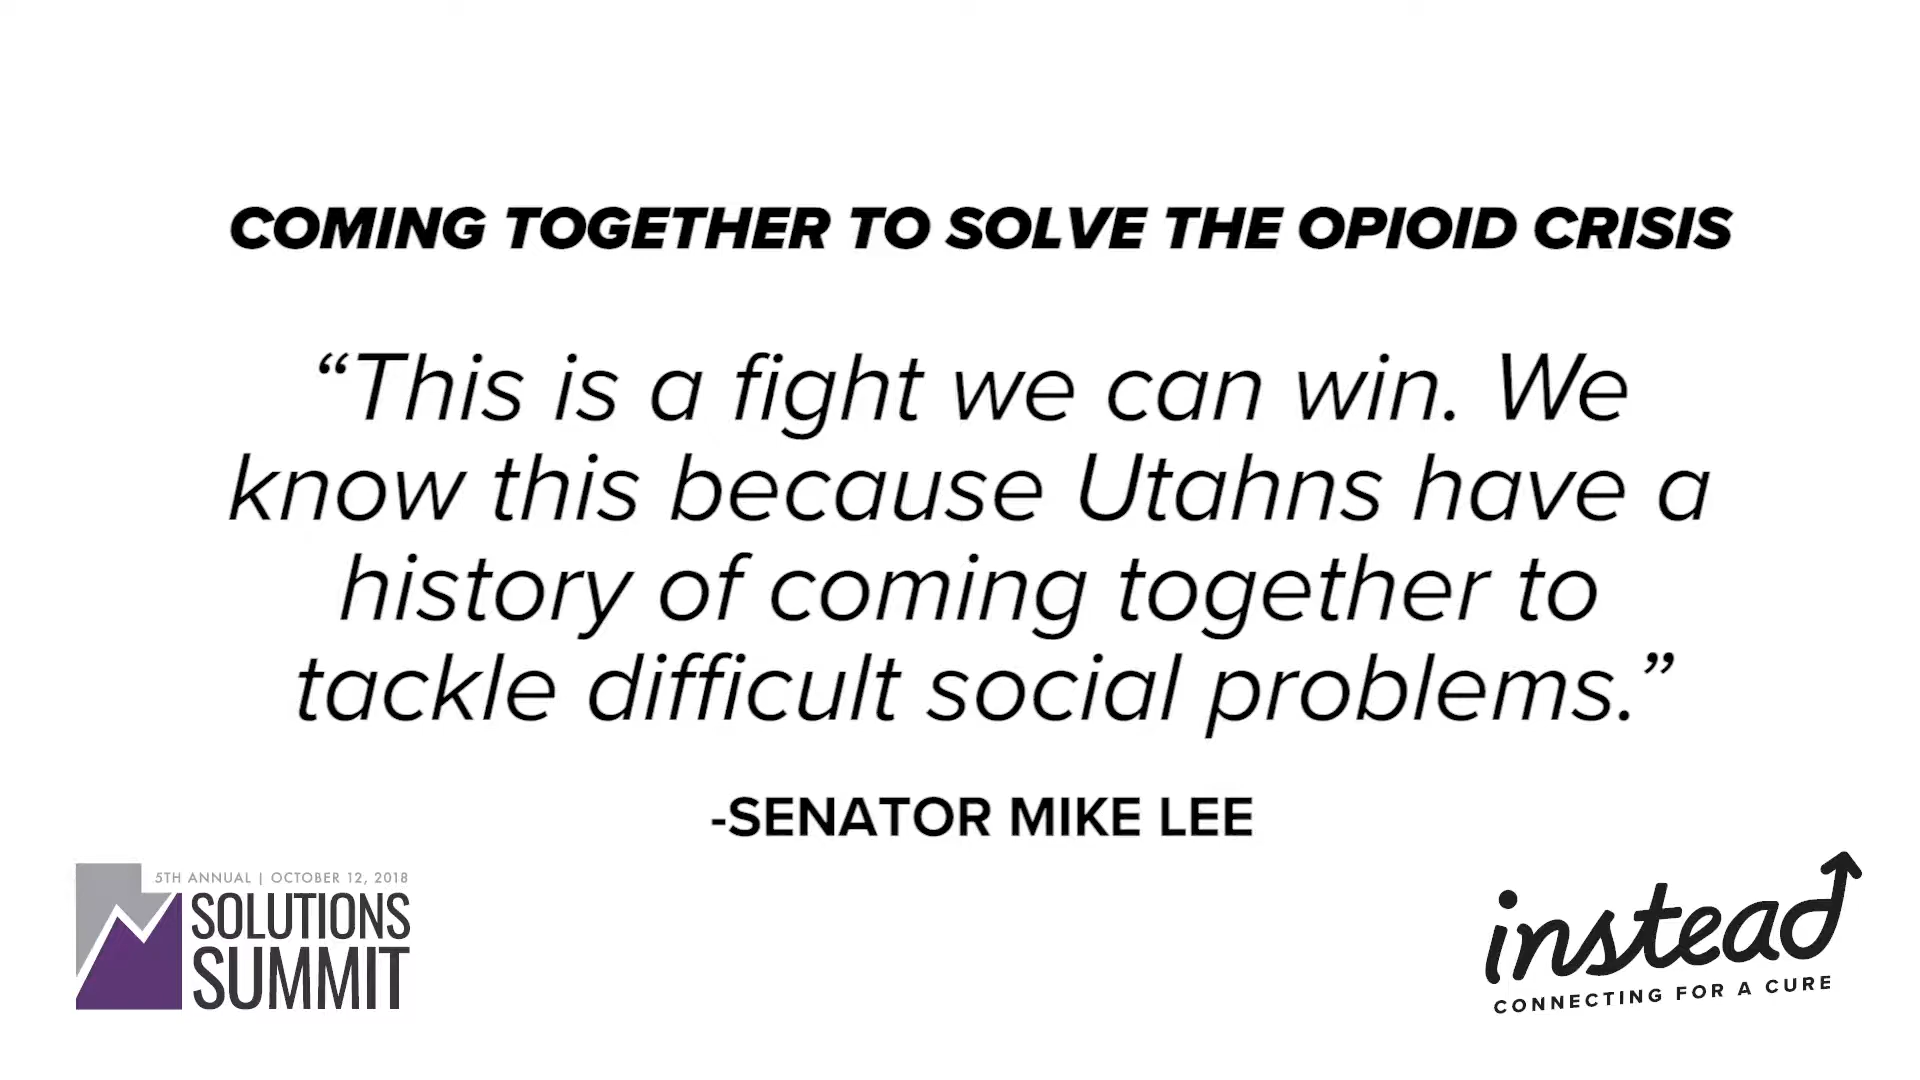 COMING TOGETHER TO SOLVE THE OPIOID CRISIS
“This is a fight we can win. We
know this because Utahns have a
history of coming together to
tackle difficult social problems.”
-SENATOR MIKE LEE
5TH ANNUAL | OCTOBER 12, 2018
SOLUTIONS
SUMMIT
instead
CONNECTING FOR A CURE